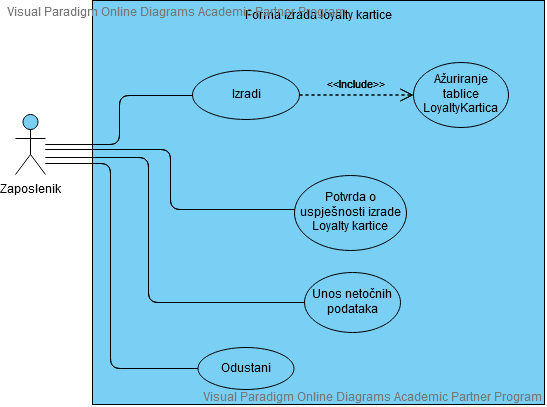 Visual Paradigm Online Diagrams Academic Partner Program
Forma izrada loyalty kartice
Izradi
<<Include>>
Ažuriranje
tablice
LoyaltyKartica
Zaposlenik
Potvrda o
uspješnosti izrade
Loyalty kartice
Unos netočnih
podataka
Odustani
Visual Paradigm Online Diagrams Academic Partner Program